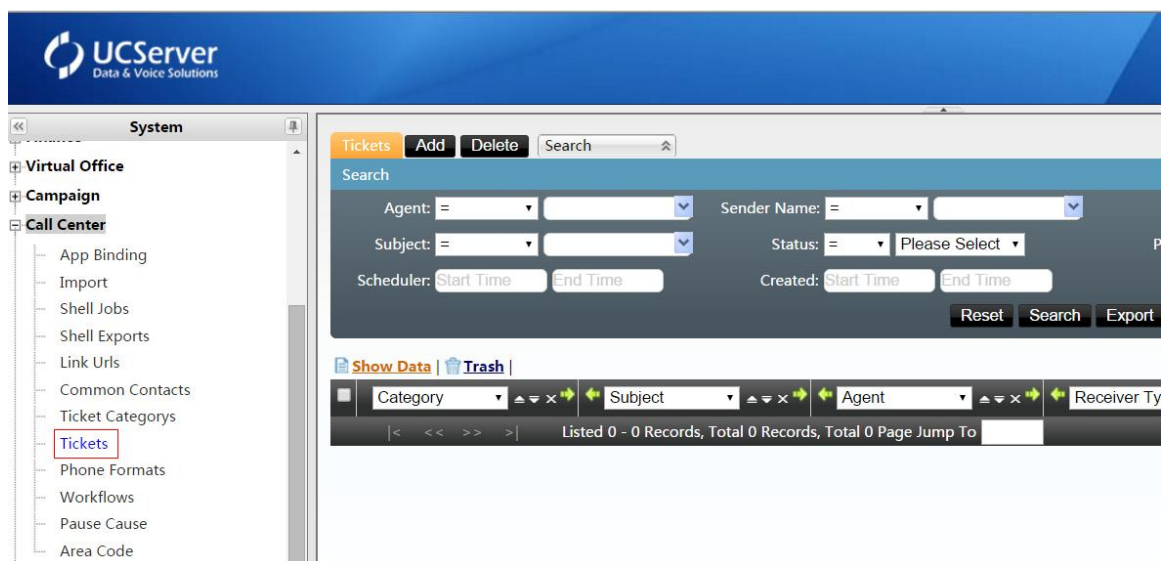 UCServer
Data & Voice Solutions
System
Virtual Office
Campaign
Call Center
App Binding
Import
Shell Jobs
Shell Exports
Link Urls
Common Contacts
Ticket Categorys
Tickets
Phone Formats
Workflows
Pause Cause
Area Code
Tickets Add Delete Search
Search
Agent: = Sender Name: =
Subject: = Status: = Please Select P
Scheduler: Start Time End Time Created: Start Time End Time
Reset Search Export
Show Data | Trash |
Category Subject Agent Receiver Ty
|< << >> >| Listed 0 - 0 Records, Total 0 Records, Total 0 Page Jump To